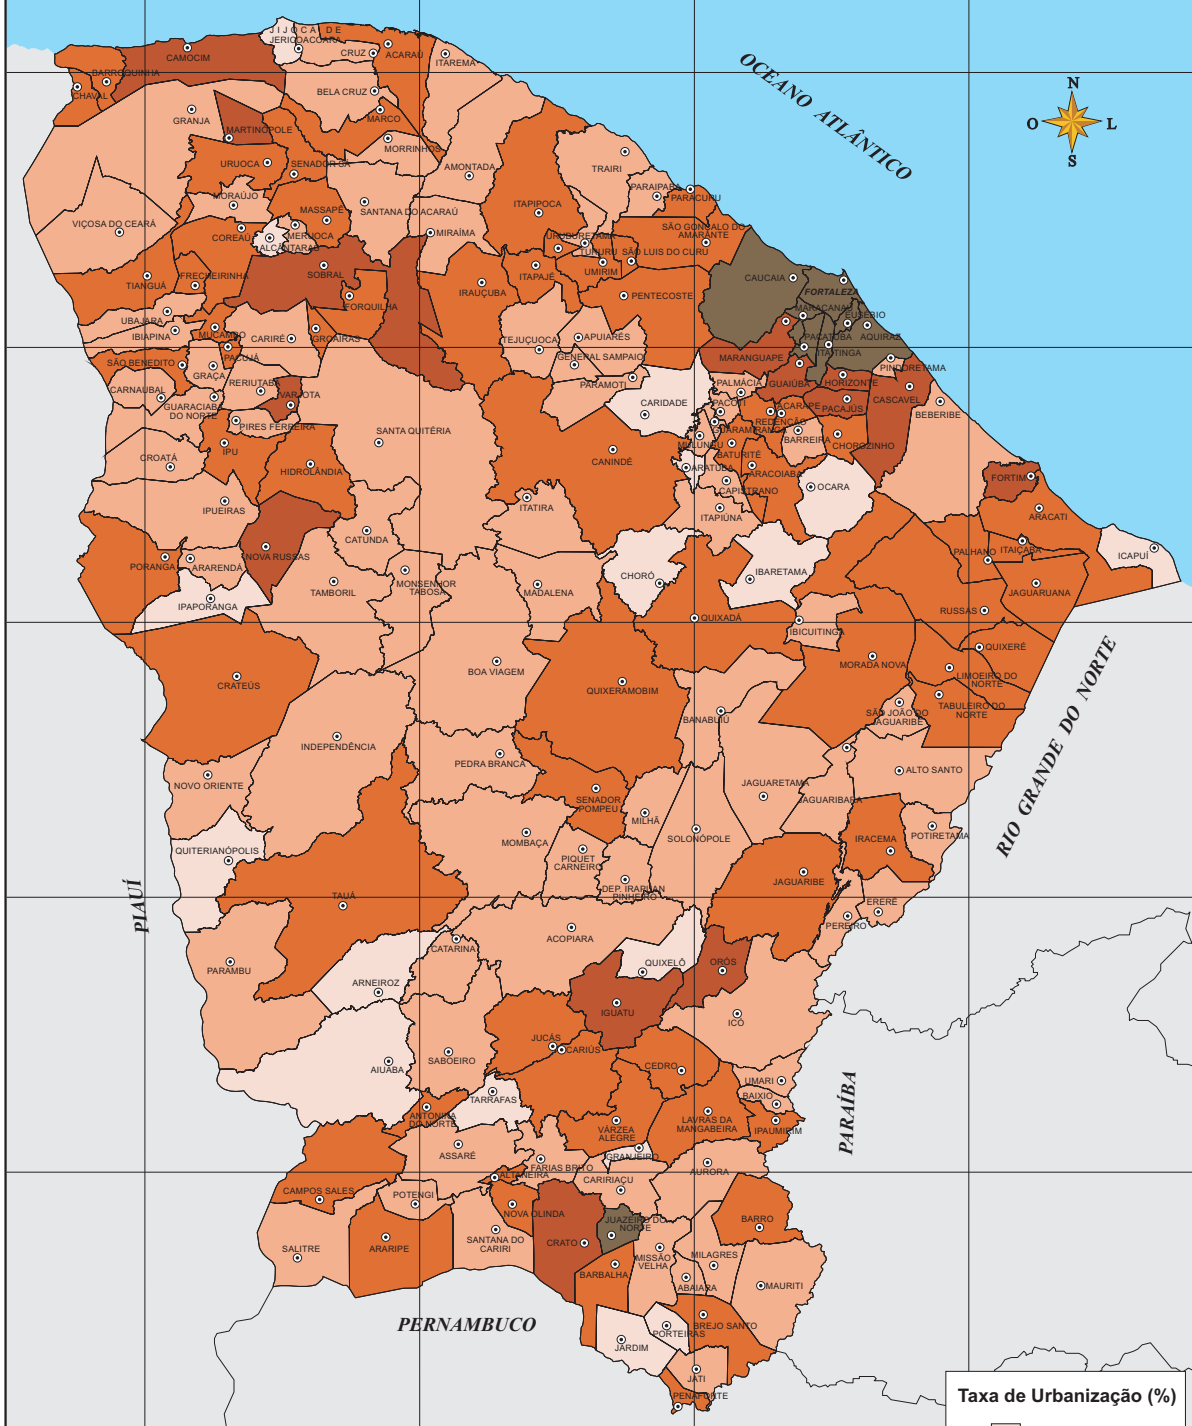 JIJOCA DE
JERICOACOARA
CRUZ
ACARAÚ
ITAREMA
CAMOCIM
BARROQUINHA
CHAVAL
BELA CRUZ
OCEANO ATLÂNTICO
N
O
L
S
GRANJA
MARTINÓPOLE
MARCO
MORRINHOS
URUOCA
SENADOR SÁ
AMONTADA
TRAIRI
PARAIPABA
PARACURU
MORAÚJO
MASSAPÊ
SANTANA DO ACARAÚ
ITAPIPOCA
VIÇOSA DO CEARÁ
COREAÚ
MERUOCA
ALCÂNTARAS
MIRAÍMA
URUBURETAMA
TURURU
SÃO GONÇALO DO
AMARANTE
SÃO LUIS DO CURU
UMIRIM
ITAPAJÉ
TIANGUÁ
FRECHEIRINHA
SOBRAL
FORQUILHA
IRAUÇUBA
PENTECOSTE
CAUCAIA
FORTALEZA
MARACANAÚ
EUSÉBIO
UBAJARA
IBIAPINA
MUCAMBO
CARIRÉ
GROAÍRAS
TEJUÇUOCA
APUIARÉS
GENERAL SAMPAIO
PACATUBA
AQUIRAZ
ITAITINGA
MARANGUAPE
PACUJÁ
SÃO BENEDITO
GRAÇA
PINDORETAMA
CARNAUBAL
RERIUTABA
VARJOTA
PARAMOTI
CARIDADE
PALMÁCIA
GUAIÚBA
HORIZONTE
CASCAVEL
BEBERIBE
GUARACIABA
DO NORTE
PACOTI
ACARAPE
PACAJÚS
REDENÇÃO
PIRES FERREIRA
SANTA QUITÉRIA
GUARAMIRANGA
MULUNGU
BARREIRA
CHOROZINHO
CROATÁ
IPU
HIDROLÂNDIA
CANINDÉ
BATURITÉ
ARATUBA
ARACOIABA
CAPISTRANO
OCARA
FORTIM
IPUEIRAS
ITATIRA
ITAPIÚNA
ARACATI
CATUNDA
NOVA RUSSAS
PORANGA
ARARENDÁ
PALHANO
ITAIÇABA
ICAPUÍ
IPAPORANGA
TAMBORIL
MONSENHOR
TABOSA
MADALENA
CHORÓ
IBARETAMA
JAGUARUANA
RUSSAS
QUIXADÁ
IBICUITINGA
QUIXERÉ
CRATEÚS
BOA VIAGEM
QUIXERAMOBIM
MORADA NOVA
LIMOEIRO DO
NORTE
TABULEIRO DO
NORTE
BANABUIÚ
SÃO JOÃO DO
JAGUARIBE
RIO GRANDE DO NORTE
INDEPENDÊNCIA
PEDRA BRANCA
ALTO SANTO
NOVO ORIENTE
JAGUARETAMA
JAGUARIBARA
SENADOR
POMPEU
MILHÃ
SOLONÓPOLE
QUITERIANÓPOLIS
MOMBAÇA
PIQUET
CARNEIRO
IRACEMA
POTIRETAMA
DEP. IRAPUAN
PINHEIRO
JAGUARIBE
TAUÁ
PIAUÍ
ERERÊ
PEREIRO
ACOPIARA
CATARINA
PARAMBU
ARNEIROZ
QUIXELÔ
ORÓS
IGUATU
ICÓ
AIUABA
SABOEIRO
JUCÁS
CARIÚS
CEDRO
UMARI
BAIXIO
TARRAFAS
ANTONINA
DO NORTE
VÁRZEA
ALEGRE
LAVRAS DA
MANGABEIRA
IPAUMIRIM
PARAÍBA
ASSARÉ
GRANJEIRO
FARIAS BRITO
AURORA
ALTANEIRA
CARIRIAÇU
CAMPOS SALES
POTENGI
NOVA OLINDA
JUAZEIRO DO
NORTE
BARRO
SALITRE
ARARIPE
SANTANA DO
CARIRI
CRATO
MISSÃO
VELHA
MILAGRES
BARBALHA
ABAIARA
MAURITI
PERNAMBUCO
PORTEIRAS
BREJO SANTO
JARDIM
JATI
PENAFORTE
Taxa de Urbanização (%)